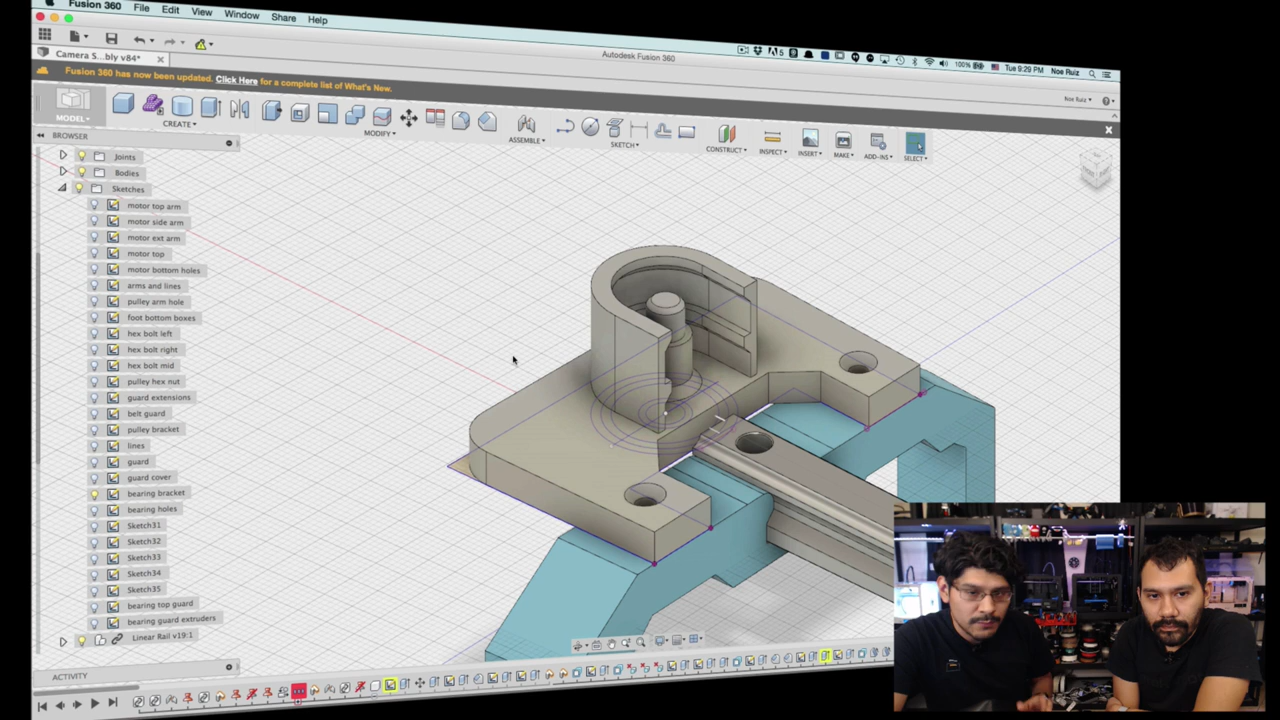 Fusion 360 File Edit View Window Share Help
100% Tue 9:29 PM Noe Ruiz
Autodesk Fusion 360
Camera S...bly v84*
Noe Ruiz
Fusion 360 has now been updated. Click Here for a complete list of What's New.
MODEL
CREATE
MODIFY
ASSEMBLE
SKETCH
CONSTRUCT
INSPECT
INSERT
MAKE
ADD-INS
SELECT
BROWSER
Joints
Bodies
Sketches
motor top arm
motor side arm
motor ext arm
motor top
motor bottom holes
arms and lines
pulley arm hole
foot bottom boxes
hex bolt left
hex bolt right
hex bolt mid
pulley hex nut
guard extensions
belt guard
pulley bracket
lines
guard
guard cover
bearing bracket
bearing holes
Sketch31
Sketch32
Sketch33
Sketch34
Sketch35
bearing top guard
bearing guard extruders
Linear Rail v19:1
ACTIVITY